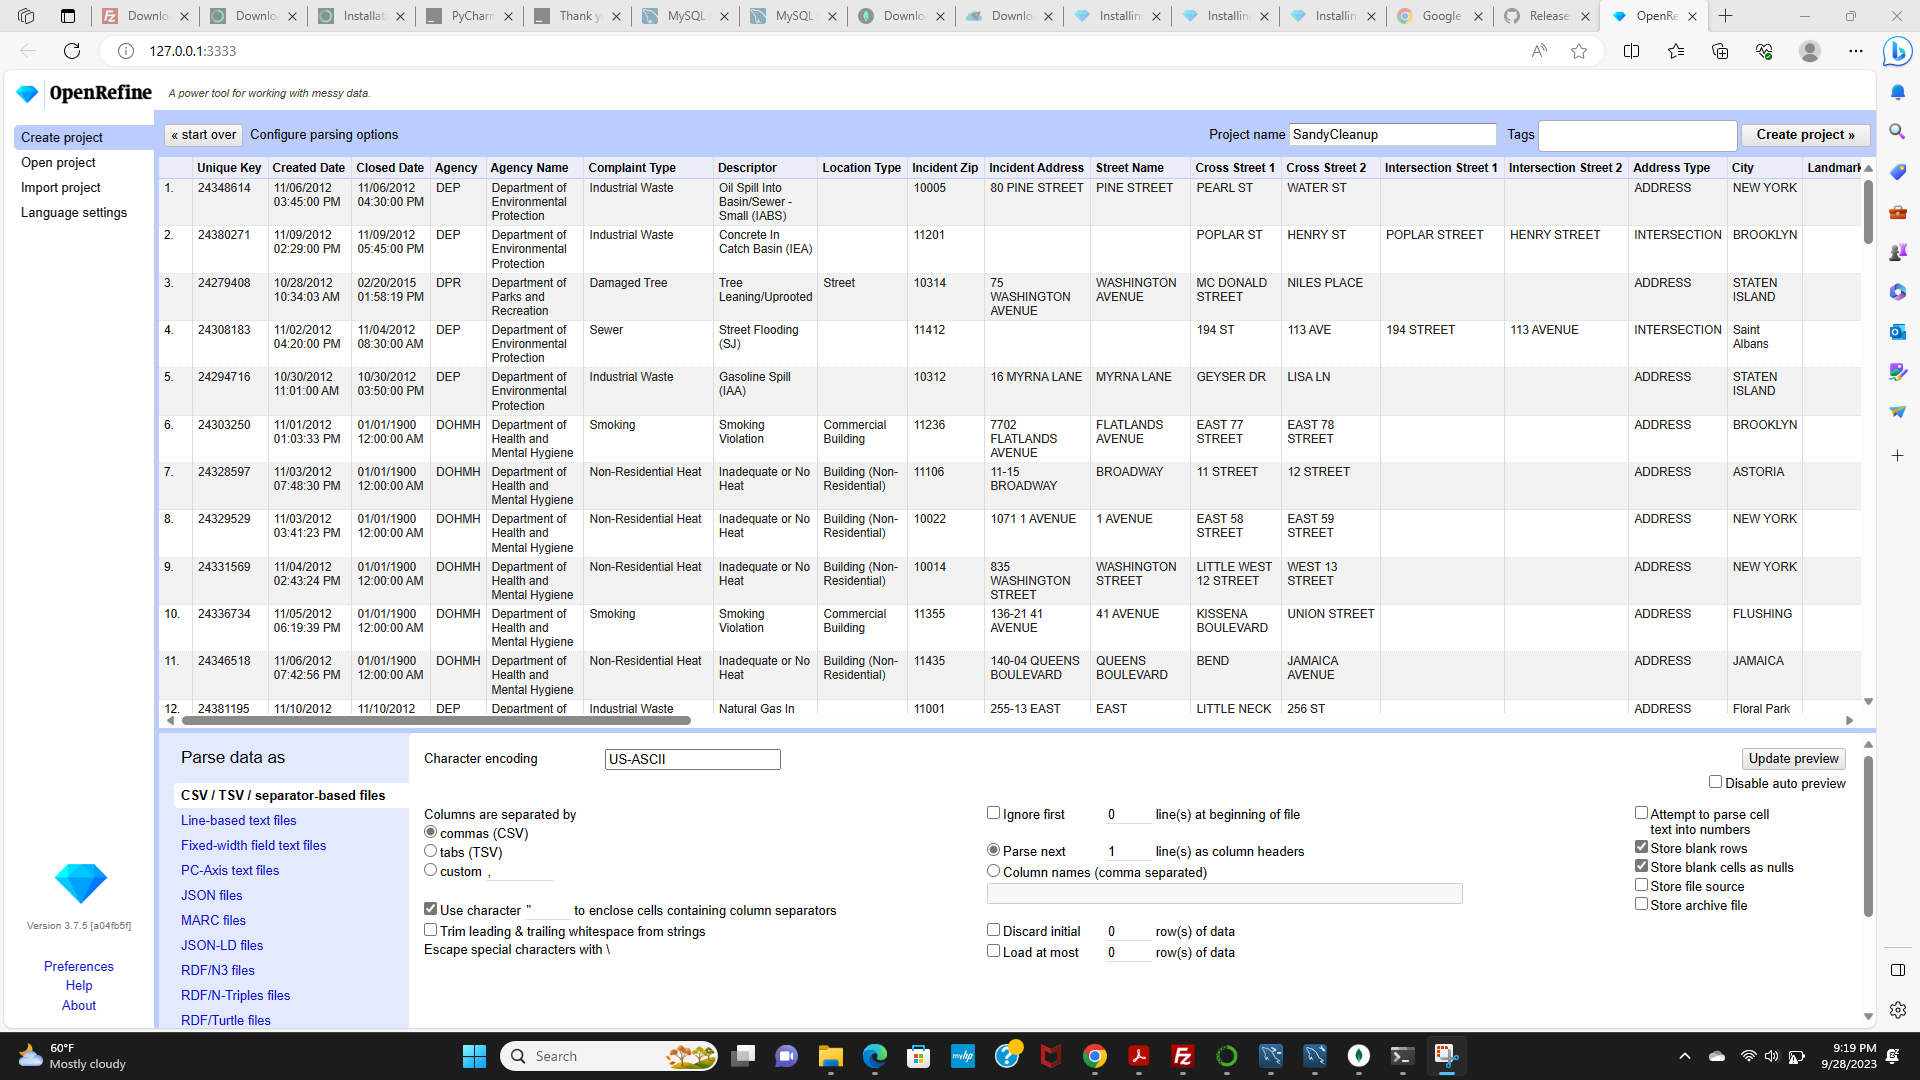 Downlo
Downlo
Installat
PyCharm
Thank y
MySQL :
MySQL :
Downlo
Downlo
Installin
Installin
Installin
Google
Release
OpenRe
127.0.0.1:3333
OpenRefine
A power tool for working with messy data.
Create project
Open project
Import project
Language settings
« start over Configure parsing options Project name SandyCleanup Tags Create project »
Unique Key Created Date Closed Date Agency Agency Name Complaint Type Descriptor Location Type Incident Zip Incident Address Street Name Cross Street 1 Cross Street 2 Intersection Street 1 Intersection Street 2 Address Type City Landmark
1. 24348614 11/06/2012 11/06/2012 DEP Department of Industrial Waste Oil Spill Into 10005 80 PINE STREET PINE STREET PEARL ST WATER ST ADDRESS NEW YORK
03:45:00 PM 04:30:00 PM Environmental Basin/Sewer -
Protection Small (IABS)
2. 24380271 11/09/2012 11/09/2012 DEP Department of Industrial Waste Concrete In 11201 POPLAR ST HENRY ST POPLAR STREET HENRY STREET INTERSECTION BROOKLYN
02:29:00 PM 05:45:00 PM Environmental Catch Basin (IEA)
Protection
3. 24279408 10/28/2012 02/20/2015 DPR Department of Damaged Tree Tree Street 10314 75 WASHINGTON MC DONALD NILES PLACE ADDRESS STATEN
10:34:03 AM 01:58:19 PM Parks and Leaning/Uprooted WASHINGTON AVENUE STREET ISLAND
Recreation AVENUE
4. 24308183 11/02/2012 11/04/2012 DEP Department of Sewer Street Flooding 11412 194 ST 113 AVE 194 STREET 113 AVENUE INTERSECTION Saint
04:20:00 PM 08:30:00 AM Environmental (SJ) Albans
Protection
5. 24294716 10/30/2012 10/30/2012 DEP Department of Industrial Waste Gasoline Spill 10312 16 MYRNA LANE MYRNA LANE GEYSER DR LISA LN ADDRESS STATEN
11:01:00 AM 03:50:00 PM Environmental (IAA) ISLAND
Protection
6. 24303250 11/01/2012 01/01/1900 DOHMH Department of Smoking Smoking Commercial 11236 7702 FLATLANDS EAST 77 EAST 78 ADDRESS BROOKLYN
01:03:33 PM 12:00:00 AM Health and Violation Building FLATLANDS AVENUE STREET STREET
Mental Hygiene AVENUE
7. 24328597 11/03/2012 01/01/1900 DOHMH Department of Non-Residential Heat Inadequate or No Building (Non- 11106 11-15 BROADWAY 11 STREET 12 STREET ADDRESS ASTORIA
07:48:30 PM 12:00:00 AM Health and Heat Residential) BROADWAY
Mental Hygiene
8. 24329529 11/03/2012 01/01/1900 DOHMH Department of Non-Residential Heat Inadequate or No Building (Non- 10022 1071 1 AVENUE 1 AVENUE EAST 58 EAST 59 ADDRESS NEW YORK
03:41:23 PM 12:00:00 AM Health and Heat Residential) STREET STREET
Mental Hygiene
9. 24331569 11/04/2012 01/01/1900 DOHMH Department of Non-Residential Heat Inadequate or No Building (Non- 10014 835 WASHINGTON LITTLE WEST WEST 13 ADDRESS NEW YORK
02:43:24 PM 12:00:00 AM Health and Heat Residential) WASHINGTON STREET 12 STREET STREET
Mental Hygiene STREET
10. 24336734 11/05/2012 01/01/1900 DOHMH Department of Smoking Smoking Commercial 11355 136-21 41 41 AVENUE KISSENA UNION STREET ADDRESS FLUSHING
06:19:39 PM 12:00:00 AM Health and Violation Building AVENUE BOULEVARD
Mental Hygiene
11. 24346518 11/06/2012 01/01/1900 DOHMH Department of Non-Residential Heat Inadequate or No Building (Non- 11435 140-04 QUEENS QUEENS BEND JAMAICA ADDRESS JAMAICA
07:42:56 PM 12:00:00 AM Health and Heat Residential) BOULEVARD BOULEVARD AVENUE
Mental Hygiene
12. 24381195 11/10/2012 11/10/2012 DEP Department of Industrial Waste Natural Gas In 11001 255-13 EAST EAST LITTLE NECK 256 ST ADDRESS Floral Park
Parse data as
CSV / TSV / separator-based files
Line-based text files
Fixed-width field text files
PC-Axis text files
JSON files
MARC files
JSON-LD files
RDF/N3 files
RDF/N-Triples files
RDF/Turtle files
Character encoding US-ASCII
Update preview
Disable auto preview
Columns are separated by
commas (CSV)
tabs (TSV)
custom ,
Use character " to enclose cells containing column separators
Trim leading & trailing whitespace from strings
Escape special characters with \
Ignore first 0 line(s) at beginning of file
Parse next 1 line(s) as column headers
Column names (comma separated)
Discard initial 0 row(s) of data
Load at most 0 row(s) of data
Attempt to parse cell
text into numbers
Store blank rows
Store blank cells as nulls
Store file source
Store archive file
Version 3.7.5 [a04fb5f]
Preferences
Help
About
60°F
Mostly cloudy
Search
9:19 PM
9/28/2023